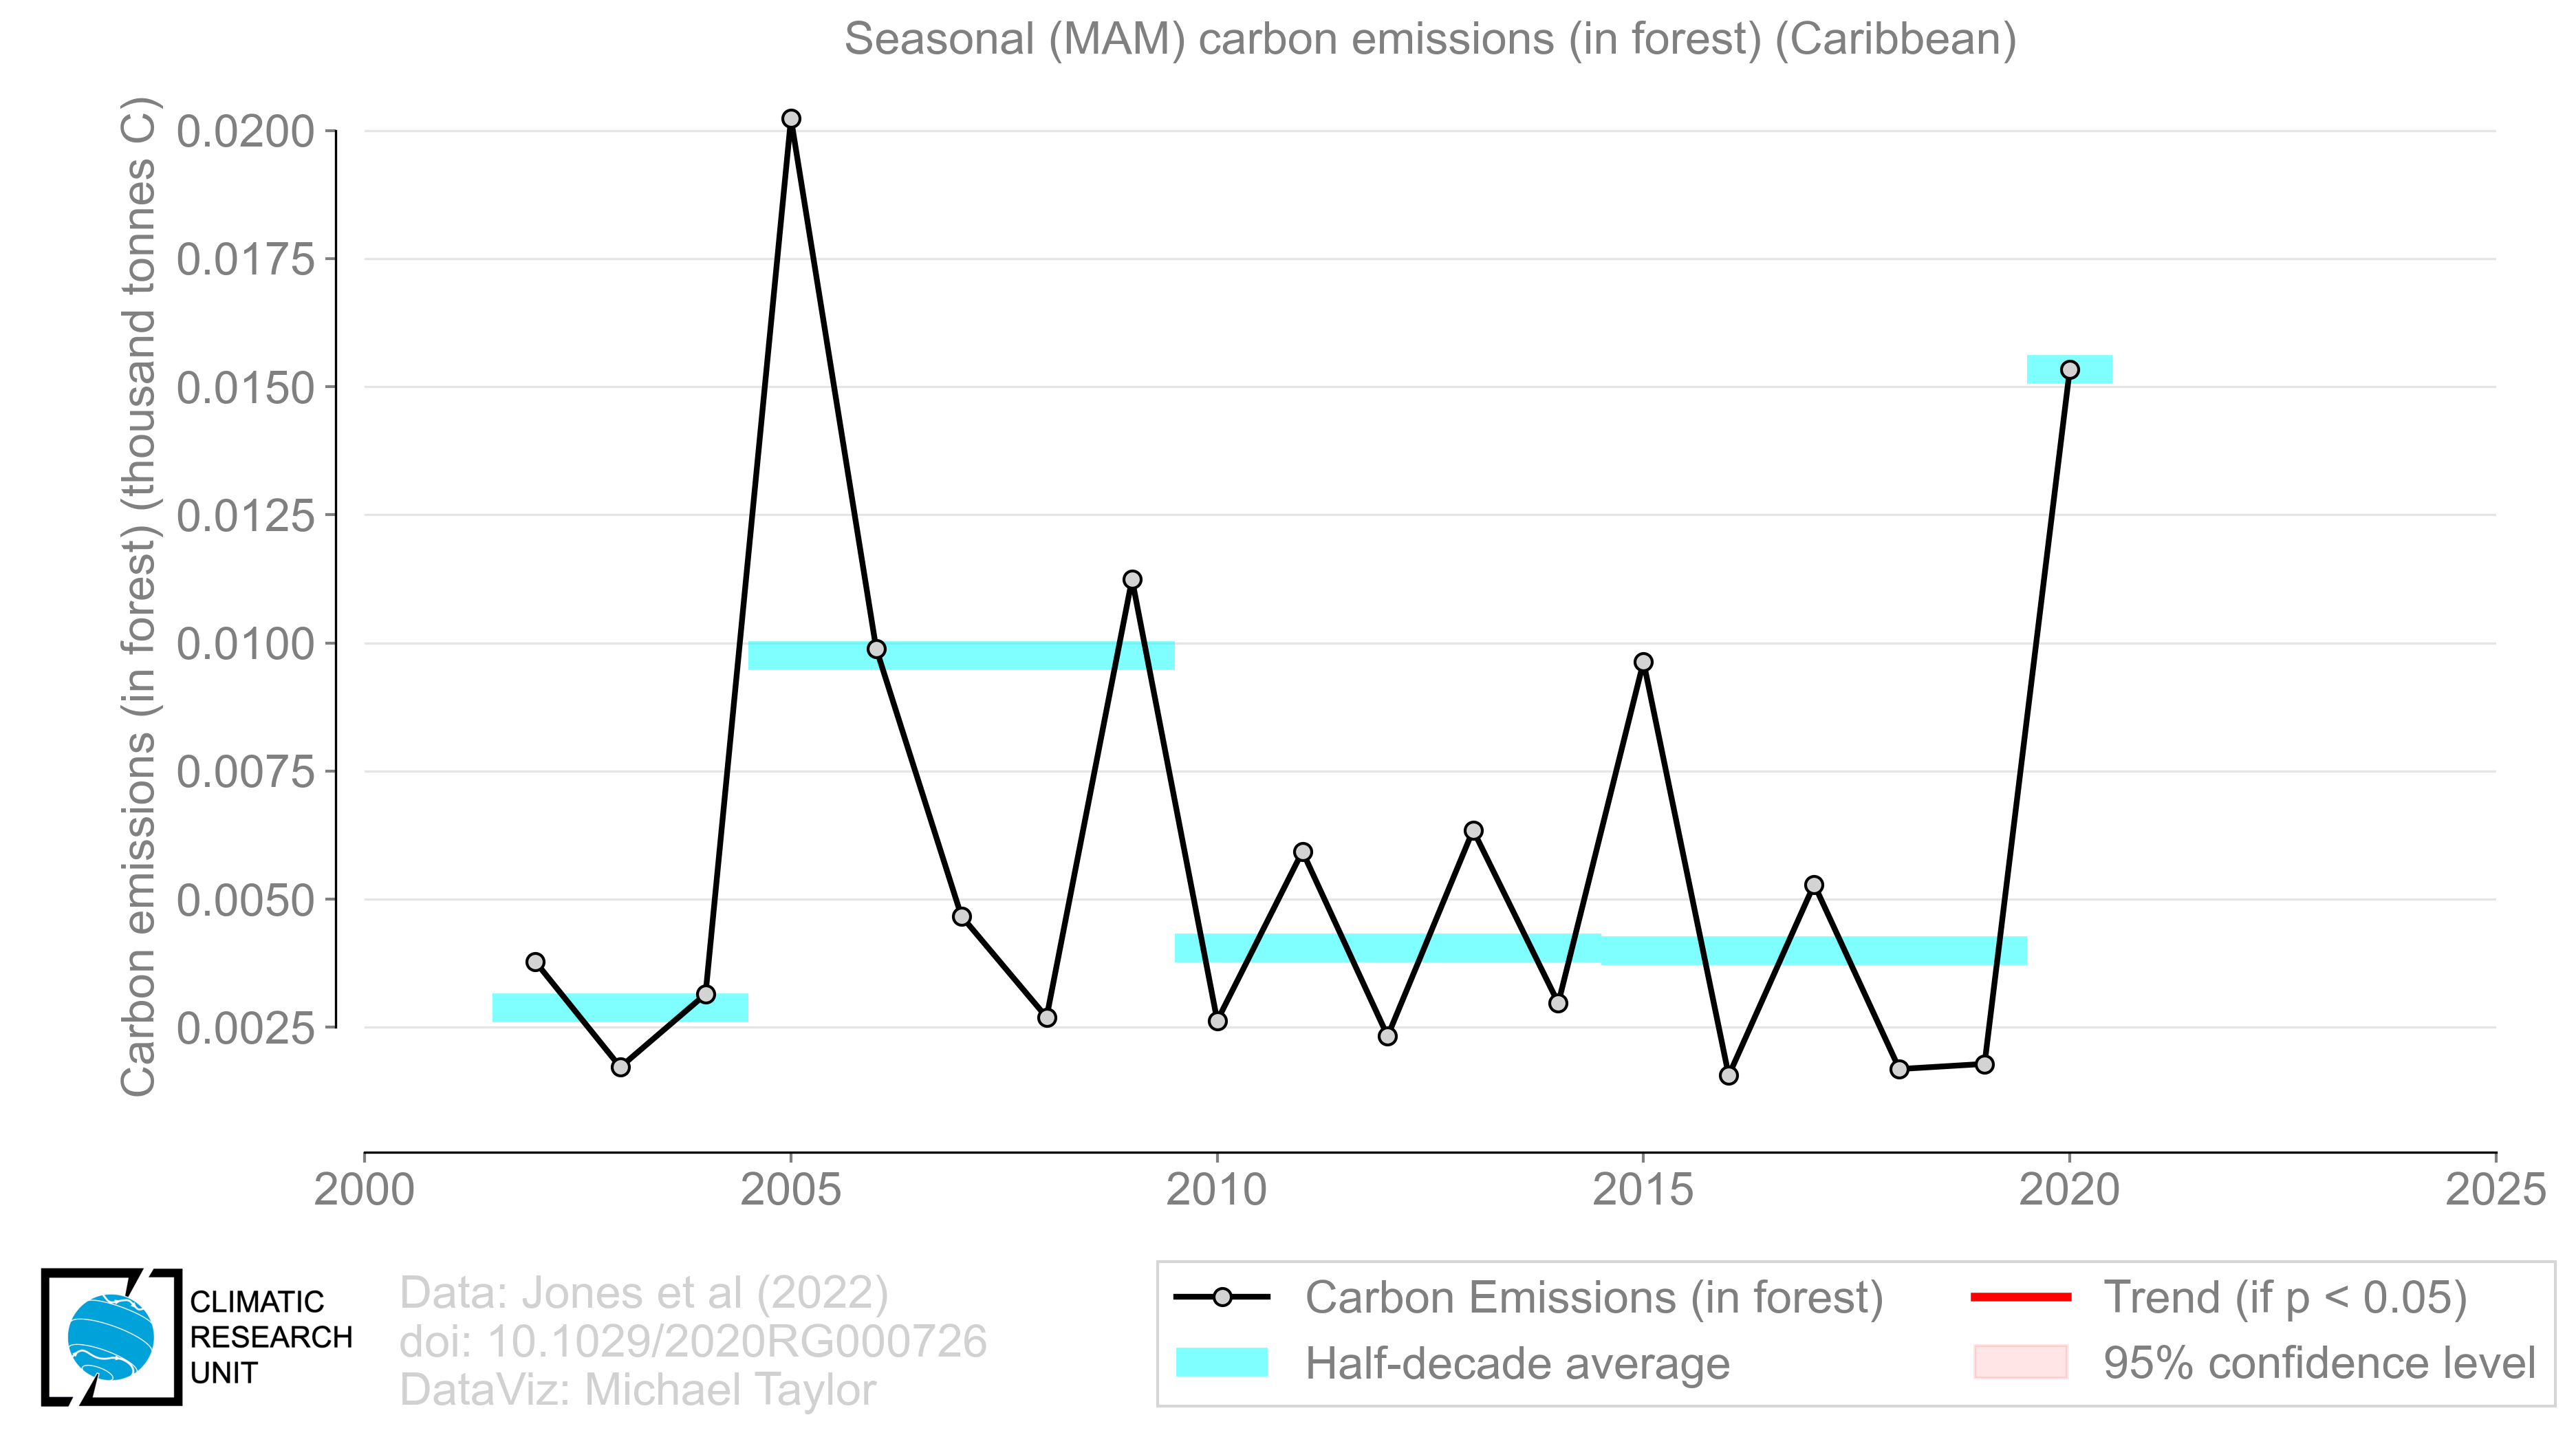 Seasonal (MAM) carbon emissions (in forest) (Caribbean)
Carbon emissions (in forest) (thousand tonnes C)
0.0200
0.0175
0.0150
0.0125
0.0100
0.0075
0.0050
0.0025
2000
2005
2010
2015
2020
2025
CLIMATIC
RESEARCH
UNIT
Data: Jones et al (2022)
doi: 10.1029/2020RG000726
DataViz: Michael Taylor
Carbon Emissions (in forest)
Half-decade average
Trend (if p < 0.05)
95% confidence level